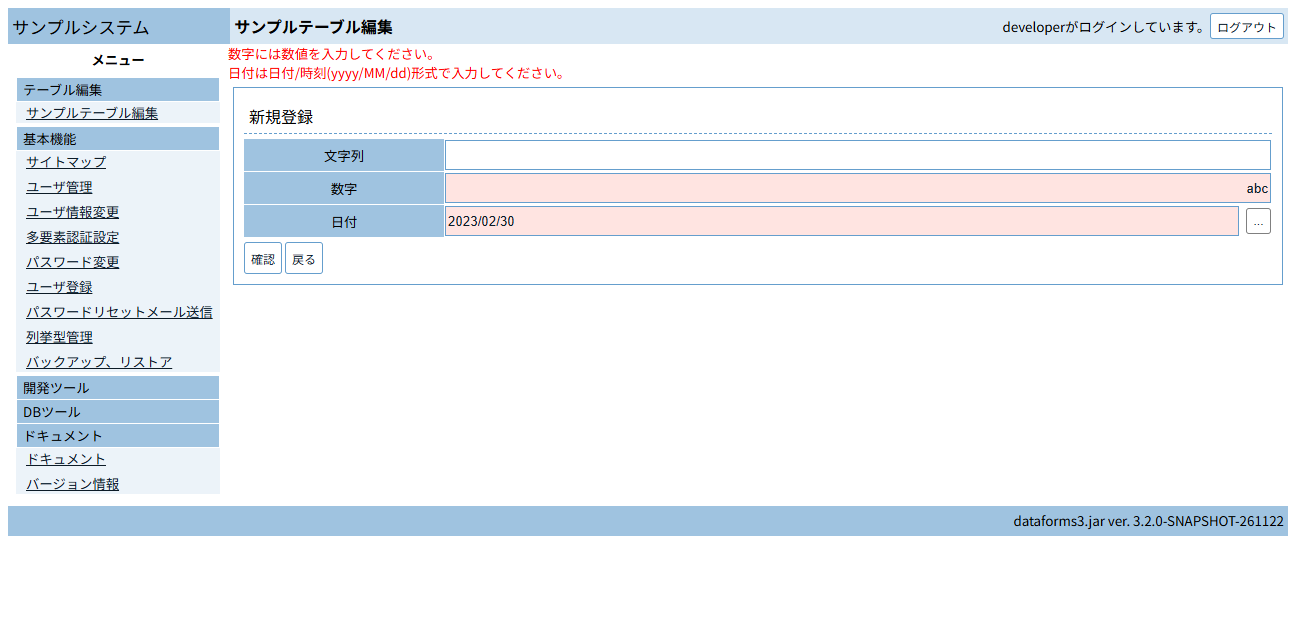 サンプルシステム
サンプルテーブル編集
developerがログインしています。 ログアウト
メニュー
テーブル編集
サンプルテーブル編集
基本機能
サイトマップ
ユーザ管理
ユーザ情報変更
多要素認証設定
パスワード変更
ユーザ登録
パスワードリセットメール送信
列挙型管理
バックアップ、リストア
開発ツール
DBツール
ドキュメント
ドキュメント
バージョン情報
数字には数値を入力してください。
日付は日付/時刻(yyyy/MM/dd)形式で入力してください。
新規登録
文字列
数字 abc
日付 2023/02/30 ...
確認 戻る
dataforms3.jar ver. 3.2.0-SNAPSHOT-261122